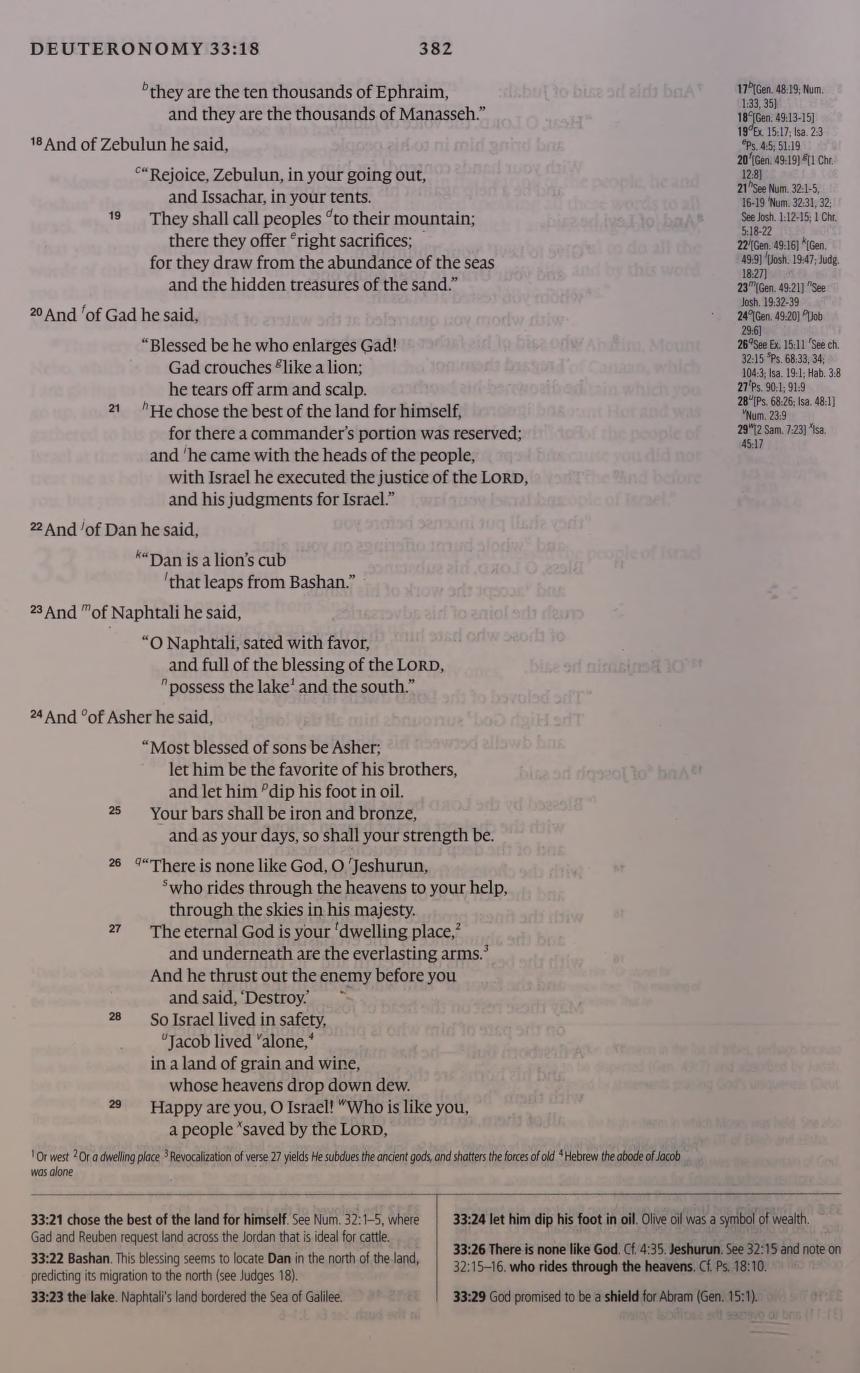 DEUTERONOMY 33:18 382
b they are the ten thousands of Ephraim,
and they are the thousands of Manasseh.”
18 And of Zebulun he said,
c “Rejoice, Zebulun, in your going out,
and Issachar, in your tents.
19 They shall call peoples d to their mountain;
there they offer e right sacrifices;
for they draw from the abundance of the seas
and the hidden treasures of the sand.”
20 And f of Gad he said,
“Blessed be he who enlarges Gad!
Gad crouches g like a lion;
he tears off arm and scalp.
21 h He chose the best of the land for himself,
for there a commander’s portion was reserved;
and i he came with the heads of the people,
with Israel he executed the justice of the LORD,
and his judgments for Israel.”
22 And j of Dan he said,
k “Dan is a lion’s cub
l that leaps from Bashan.”
23 And m of Naphtali he said,
“O Naphtali, sated with favor,
and full of the blessing of the LORD,
n possess the lake 1 and the south.”
24 And o of Asher he said,
“Most blessed of sons be Asher;
let him be the favorite of his brothers,
and let him p dip his foot in oil.
25 Your bars shall be iron and bronze,
and as your days, so shall your strength be.
26 q “There is none like God, O r Jeshurun,
s who rides through the heavens to your help,
through the skies in his majesty.
27 The eternal God is your t dwelling place, 2
and underneath are the everlasting arms. 3
And he thrust out the enemy before you
and said, ‘Destroy.’
28 So Israel lived in safety,
u Jacob lived v alone, 4
in a land of grain and wine,
whose heavens drop down dew.
29 Happy are you, O Israel! w Who is like you,
a people x saved by the LORD,
17 b [Gen. 48:19; Num.
1:33, 35]
18 c [Gen. 49:13-15]
19 d Ex. 15:17; Isa. 2:3
e Ps. 4:5; 51:19
20 f [Gen. 49:19] g [1 Chr.
12:8]
21 h See Num. 32:1-5,
16-19 i Num. 32:31, 32;
See Josh. 1:12-15; 1 Chr.
5:18-22
22 j [Gen. 49:16] k [Gen.
49:9] l [Josh. 19:47; Judg.
18:27]
23 m [Gen. 49:21] n See
Josh. 19:32-39
24 o [Gen. 49:20] p [Job
29:6]
26 q See Ex. 15:11 r See ch.
32:15 s Ps. 68:33, 34;
104:3; Isa. 19:1; Hab. 3:8
27 t Ps. 90:1; 91:9
28 u [Ps. 68:26; Isa. 48:1]
v Num. 23:9
29 w [2 Sam. 7:23] x Isa.
45:17
1 Or west 2 Or a dwelling place 3 Revocalization of verse 27 yields He subdues the ancient gods, and shatters the forces of old 4 Hebrew the abode of Jacob
was alone
33:21 chose the best of the land for himself. See Num. 32:1–5, where
Gad and Reuben request land across the Jordan that is ideal for cattle.
33:22 Bashan. This blessing seems to locate Dan in the north of the land,
predicting its migration to the north (see Judges 18).
33:23 the lake. Naphtali’s land bordered the Sea of Galilee.
33:24 let him dip his foot in oil. Olive oil was a symbol of wealth.
33:26 There is none like God. Cf. 4:35. Jeshurun. See 32:15 and note on
32:15–16. who rides through the heavens. Cf. Ps. 18:10.
33:29 God promised to be a shield for Abram (Gen. 15:1).